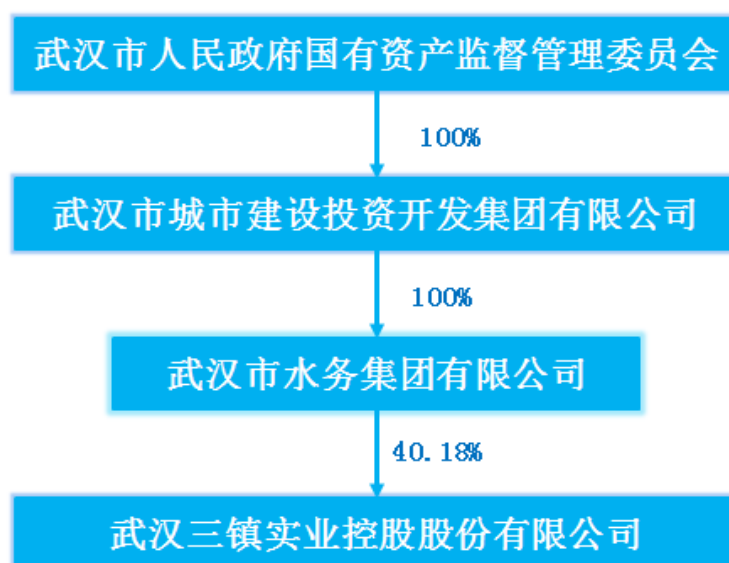 武汉市人民政府国有资产监督管理委员会
100%
武汉市城市建设投资开发集团有限公司
100%
武汉市水务集团有限公司
40.18%
武汉三镇实业控股股份有限公司